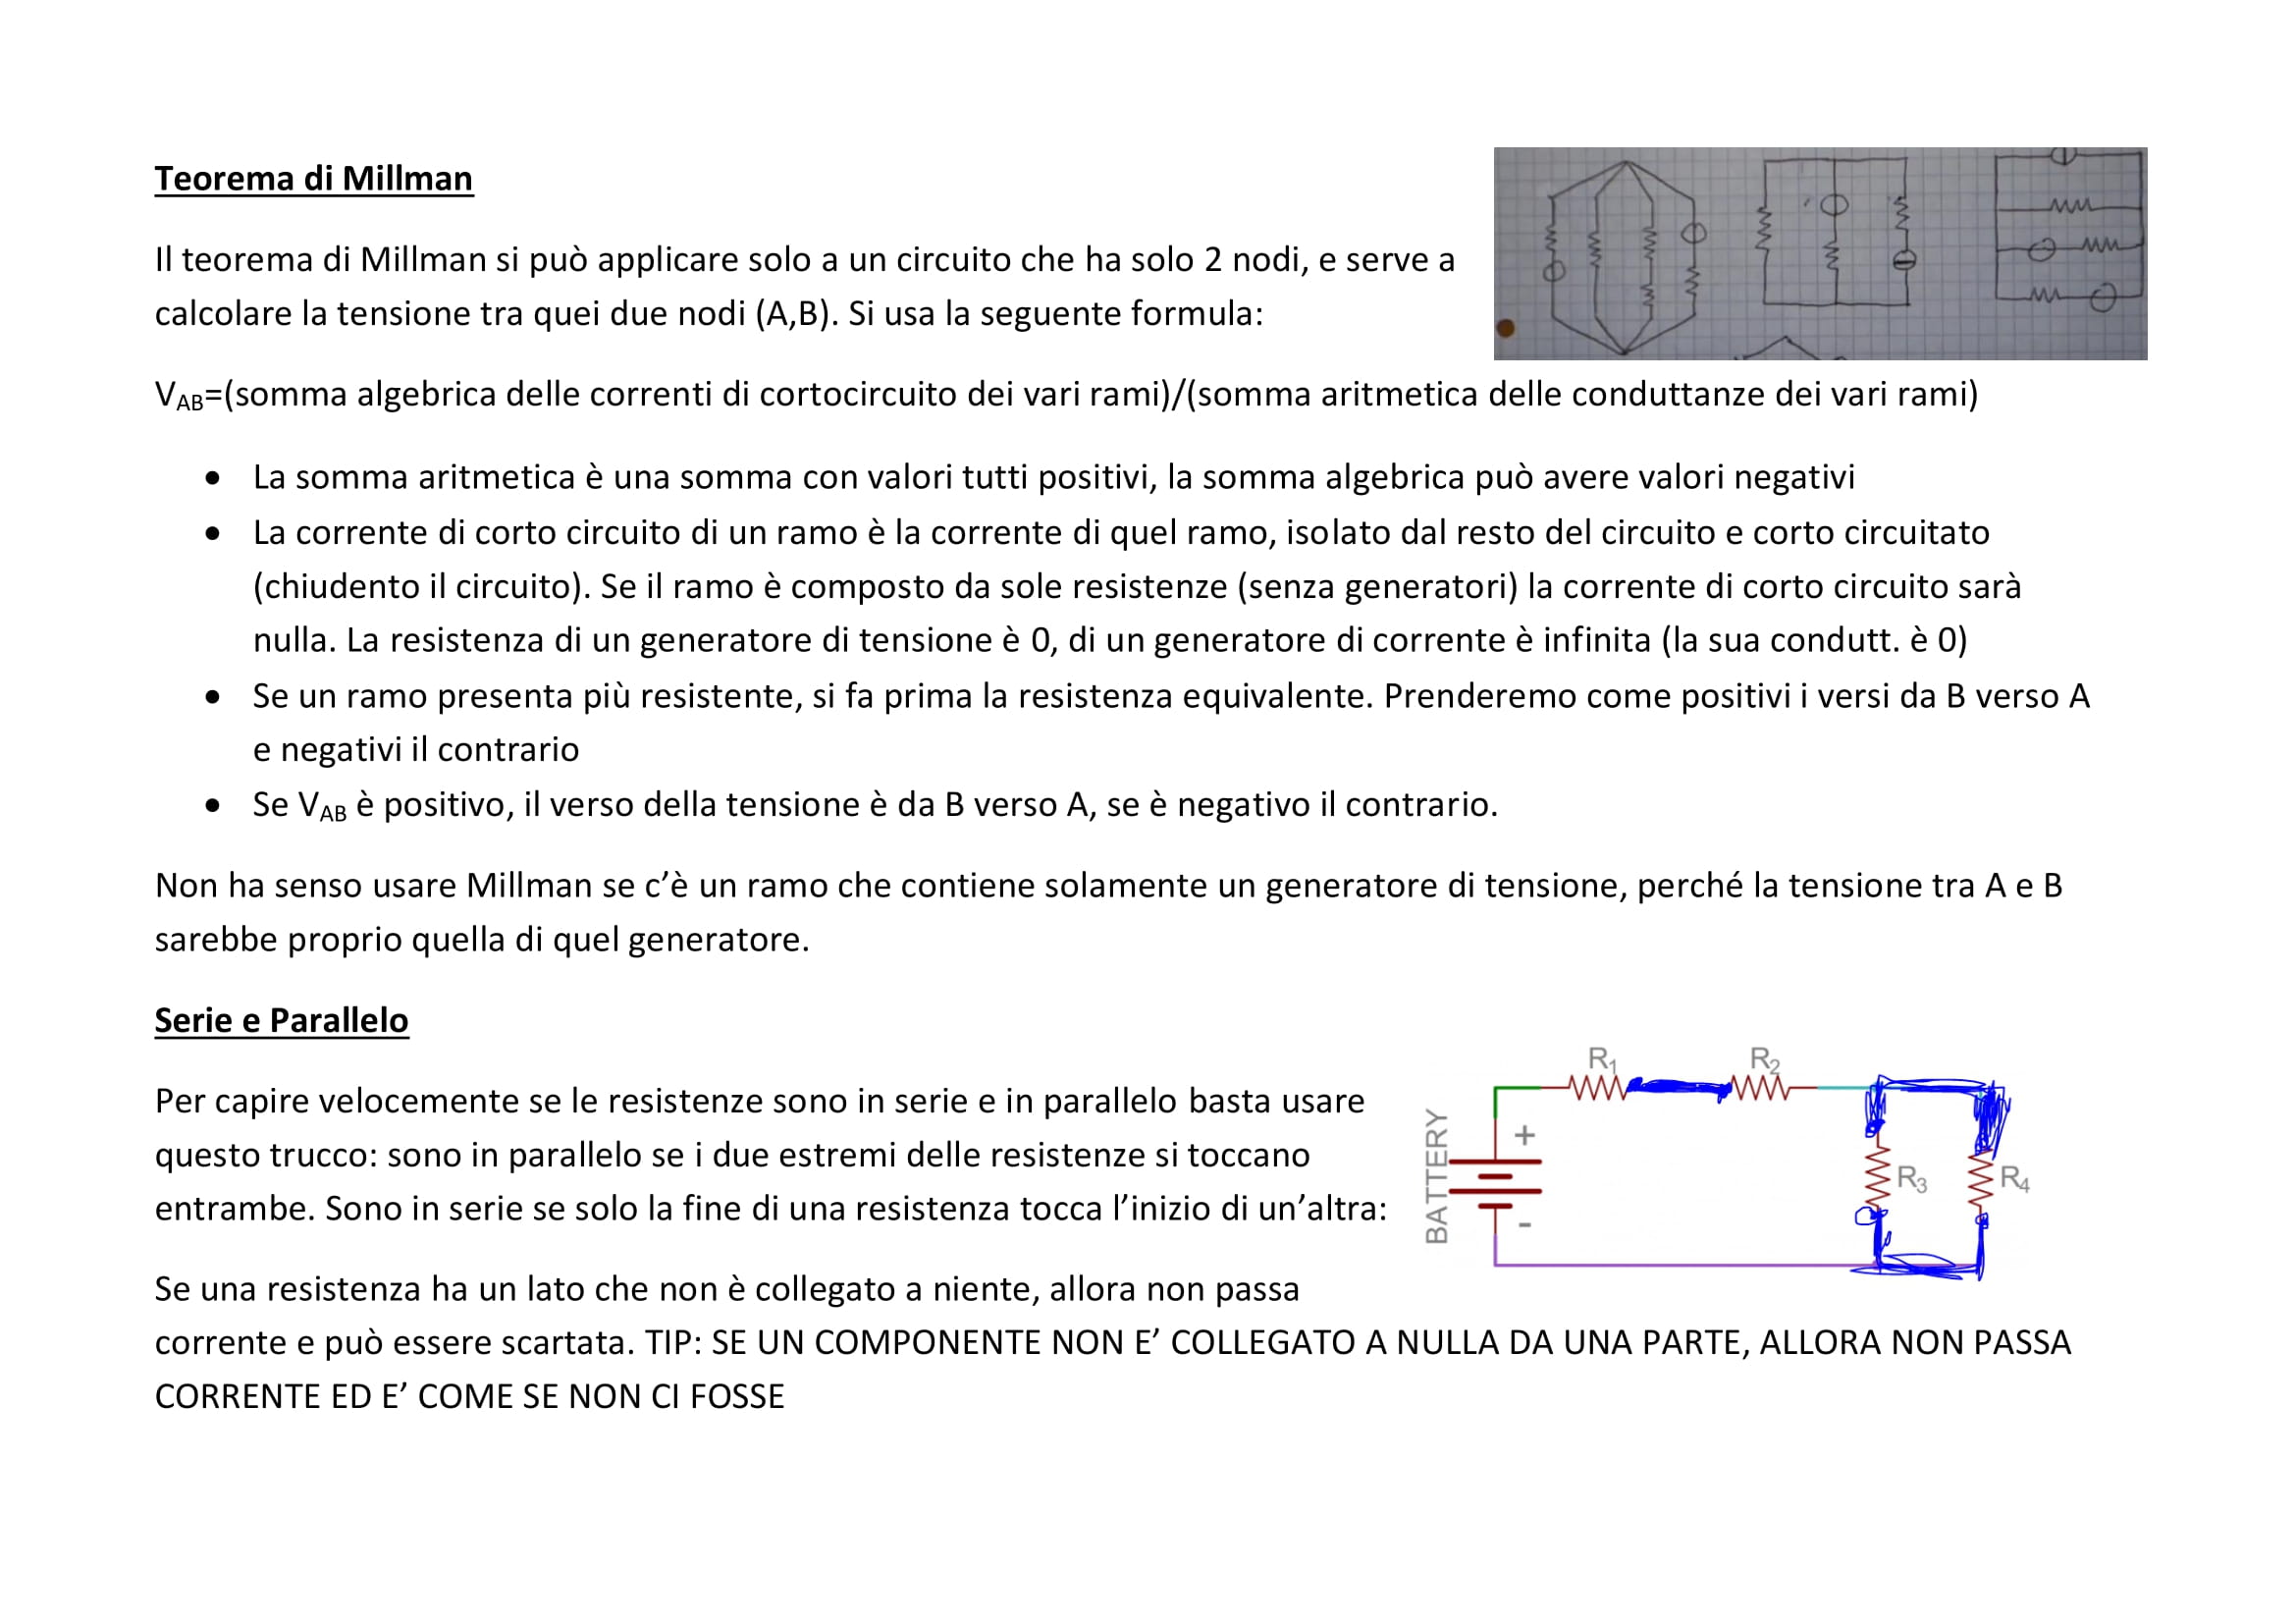 Teorema di Millman
Il teorema di Millman si può applicare solo a un circuito che ha solo 2 nodi, e serve a
calcolare la tensione tra quei due nodi (A,B). Si usa la seguente formula:
VAB=(somma algebrica delle correnti di cortocircuito dei vari rami)/(somma aritmetica delle conduttanze dei vari rami)
• La somma aritmetica è una somma con valori tutti positivi, la somma algebrica può avere valori negativi
• La corrente di corto circuito di un ramo è la corrente di quel ramo, isolato dal resto del circuito e corto circuitato
(chiudento il circuito). Se il ramo è composto da sole resistenze (senza generatori) la corrente di corto circuito sarà
nulla. La resistenza di un generatore di tensione è 0, di un generatore di corrente è infinita (la sua condutt. è 0)
• Se un ramo presenta più resistente, si fa prima la resistenza equivalente. Prenderemo come positivi i versi da B verso A
e negativi il contrario
• Se VAB è positivo, il verso della tensione è da B verso A, se è negativo il contrario.
Non ha senso usare Millman se c’è un ramo che contiene solamente un generatore di tensione, perché la tensione tra A e B
sarebbe proprio quella di quel generatore.
Serie e Parallelo
Per capire velocemente se le resistenze sono in serie e in parallelo basta usare
questo trucco: sono in parallelo se i due estremi delle resistenze si toccano
entrambe. Sono in serie se solo la fine di una resistenza tocca l’inizio di un’altra:
R1
R2
BATTERY
+
-
R3
R4
Se una resistenza ha un lato che non è collegato a niente, allora non passa
corrente e può essere scartata. TIP: SE UN COMPONENTE NON E’ COLLEGATO A NULLA DA UNA PARTE, ALLORA NON PASSA
CORRENTE ED E’ COME SE NON CI FOSSE